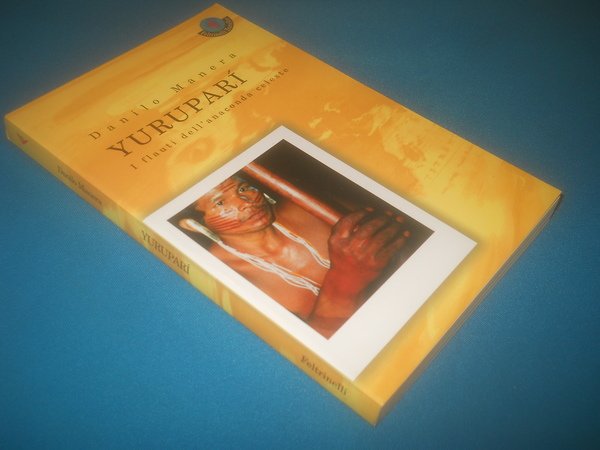 Danilo Manera
YURUPARÍ
I flauti dell'anaconda celeste
Danilo Manera
YURUPARÍ
Feltrinelli